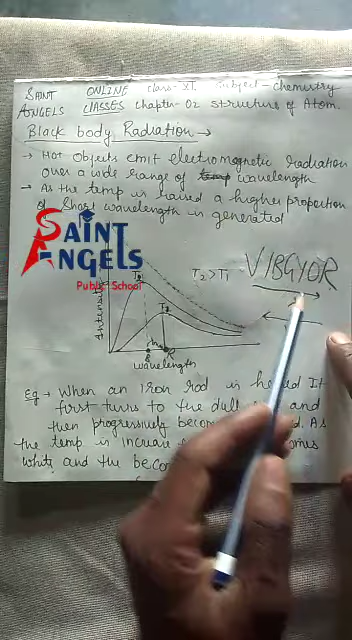 SAINT ONLINE class-XI Subject-Chemistry
ANGELS CLASSES Chapter-02 Structure of Atom.
Black body Radiation →
→ Hot Objects emit electromagnetic radiation
over a wide range of temp wavelength
→ As the temp is raised a higher proportion
of Short wavelength is generated
SAINT
ANGELS
Public School
Intensity
T2
T2 > T1
VIBGYOR
B
R
wavelength
Eg → When an iron rod is heated It
first turns to the dull and
then progressively
the temp is
white and the